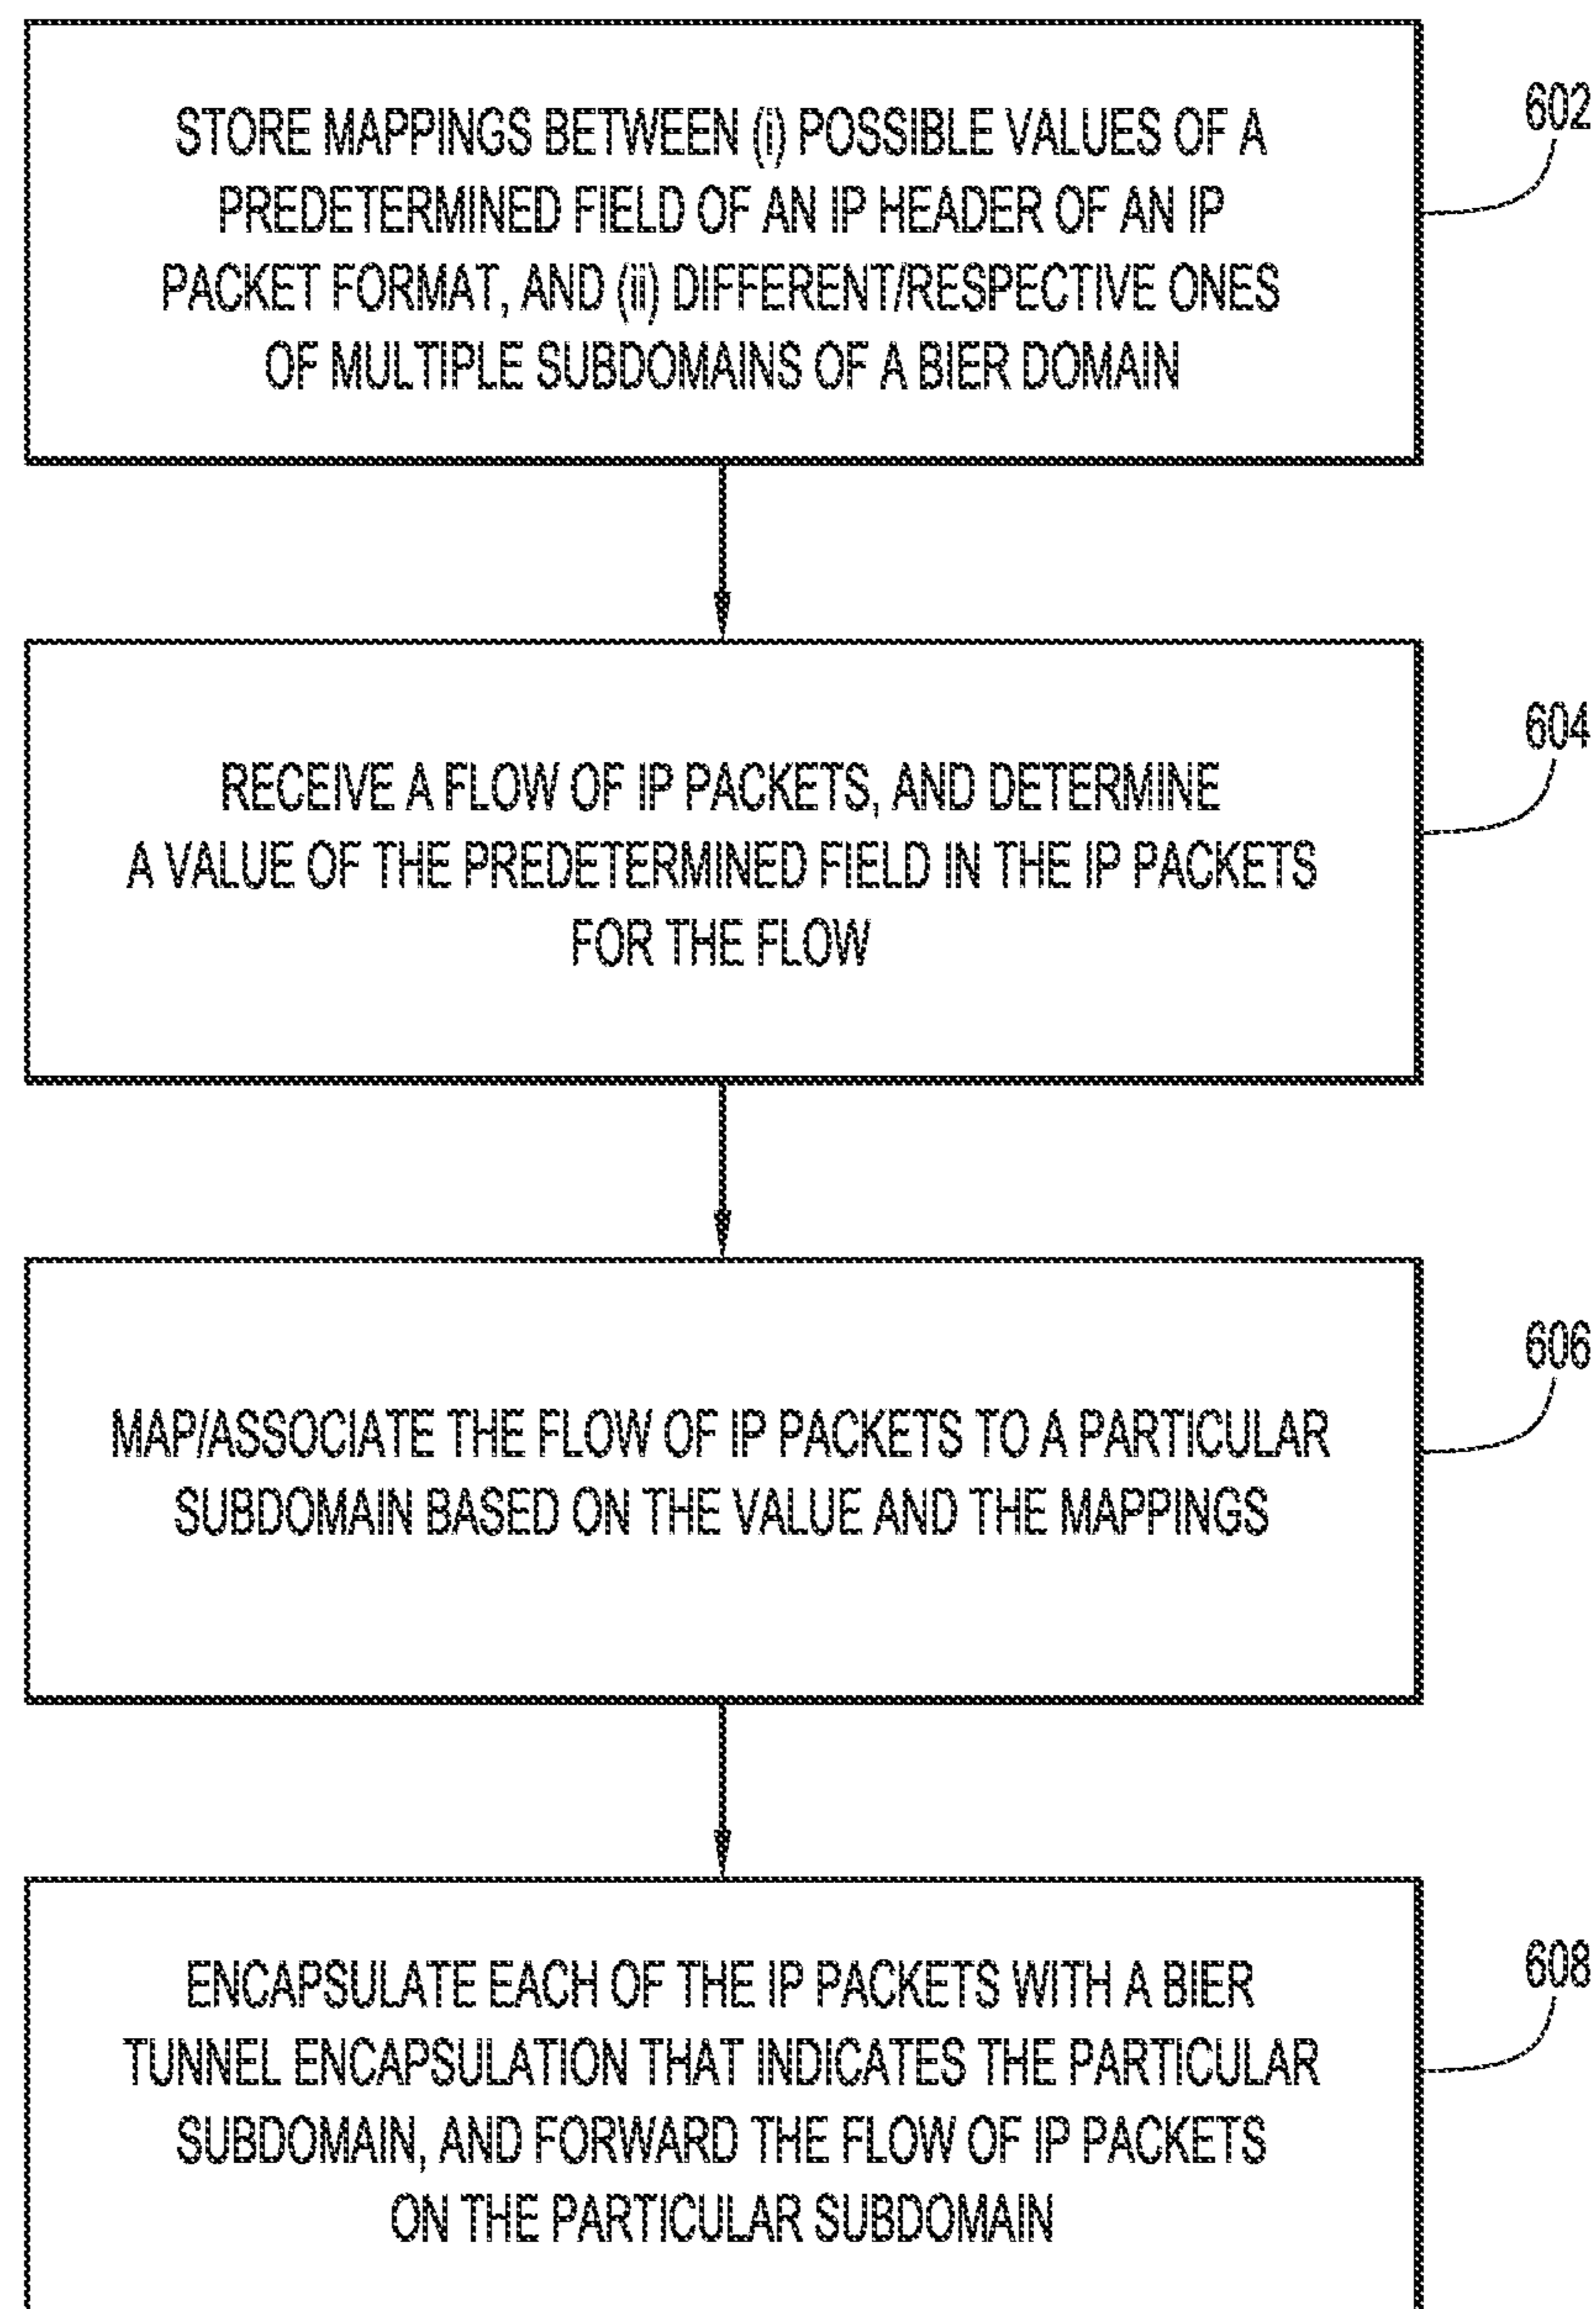 STORE MAPPINGS BETWEEN (i) POSSIBLE VALUES OF A
PREDETERMINED FIELD OF AN IP HEADER OF AN IP
PACKET FORMAT, AND (ii) DIFFERENT/RESPECTIVE ONES
OF MULTIPLE SUBDOMAINS OF A BIER DOMAIN
602
RECEIVE A FLOW OF IP PACKETS, AND DETERMINE
A VALUE OF THE PREDETERMINED FIELD IN THE IP PACKETS
FOR THE FLOW
604
MAP/ASSOCIATE THE FLOW OF IP PACKETS TO A PARTICULAR
SUBDOMAIN BASED ON THE VALUE AND THE MAPPINGS
606
ENCAPSULATE EACH OF THE IP PACKETS WITH A BIER
TUNNEL ENCAPSULATION THAT INDICATES THE PARTICULAR
SUBDOMAIN, AND FORWARD THE FLOW OF IP PACKETS
ON THE PARTICULAR SUBDOMAIN
608